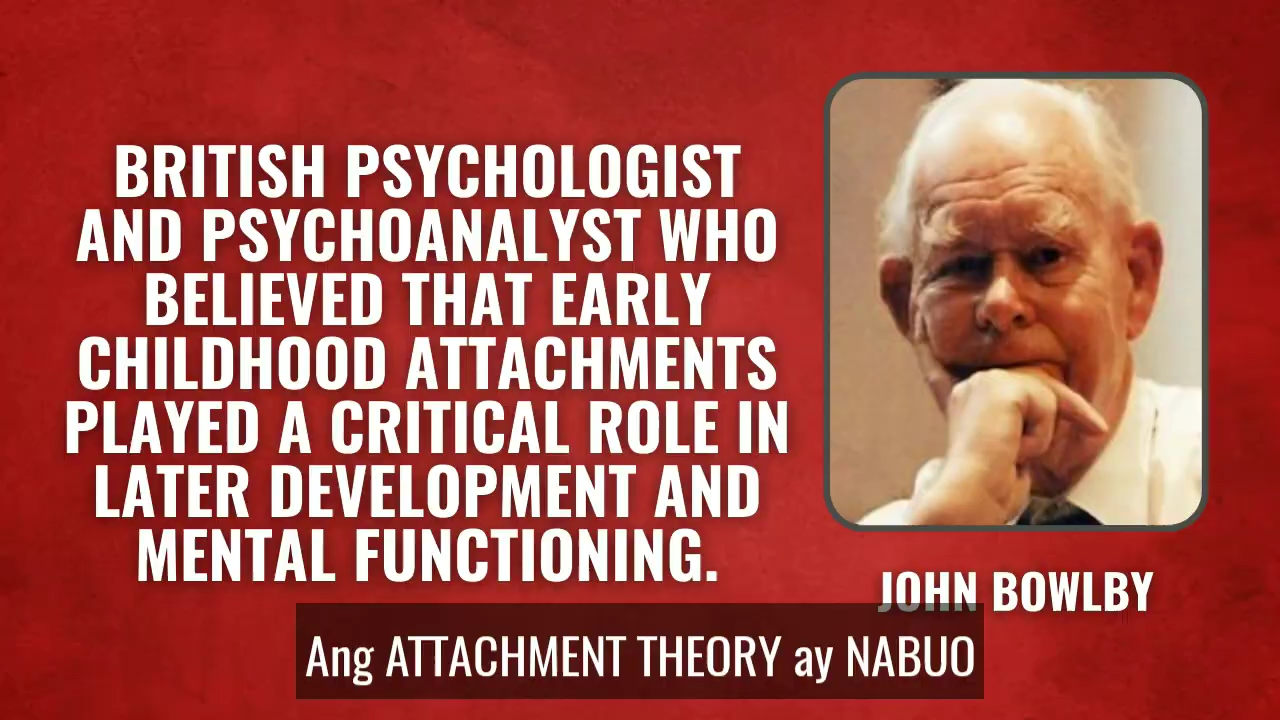 BRITISH PSYCHOLOGIST
AND PSYCHOANALYST WHO
BELIEVED THAT EARLY
CHILDHOOD ATTACHMENTS
PLAYED A CRITICAL ROLE IN
LATER DEVELOPMENT AND
MENTAL FUNCTIONING.
JOHN BOWLBY
Ang ATTACHMENT THEORY ay NABUO